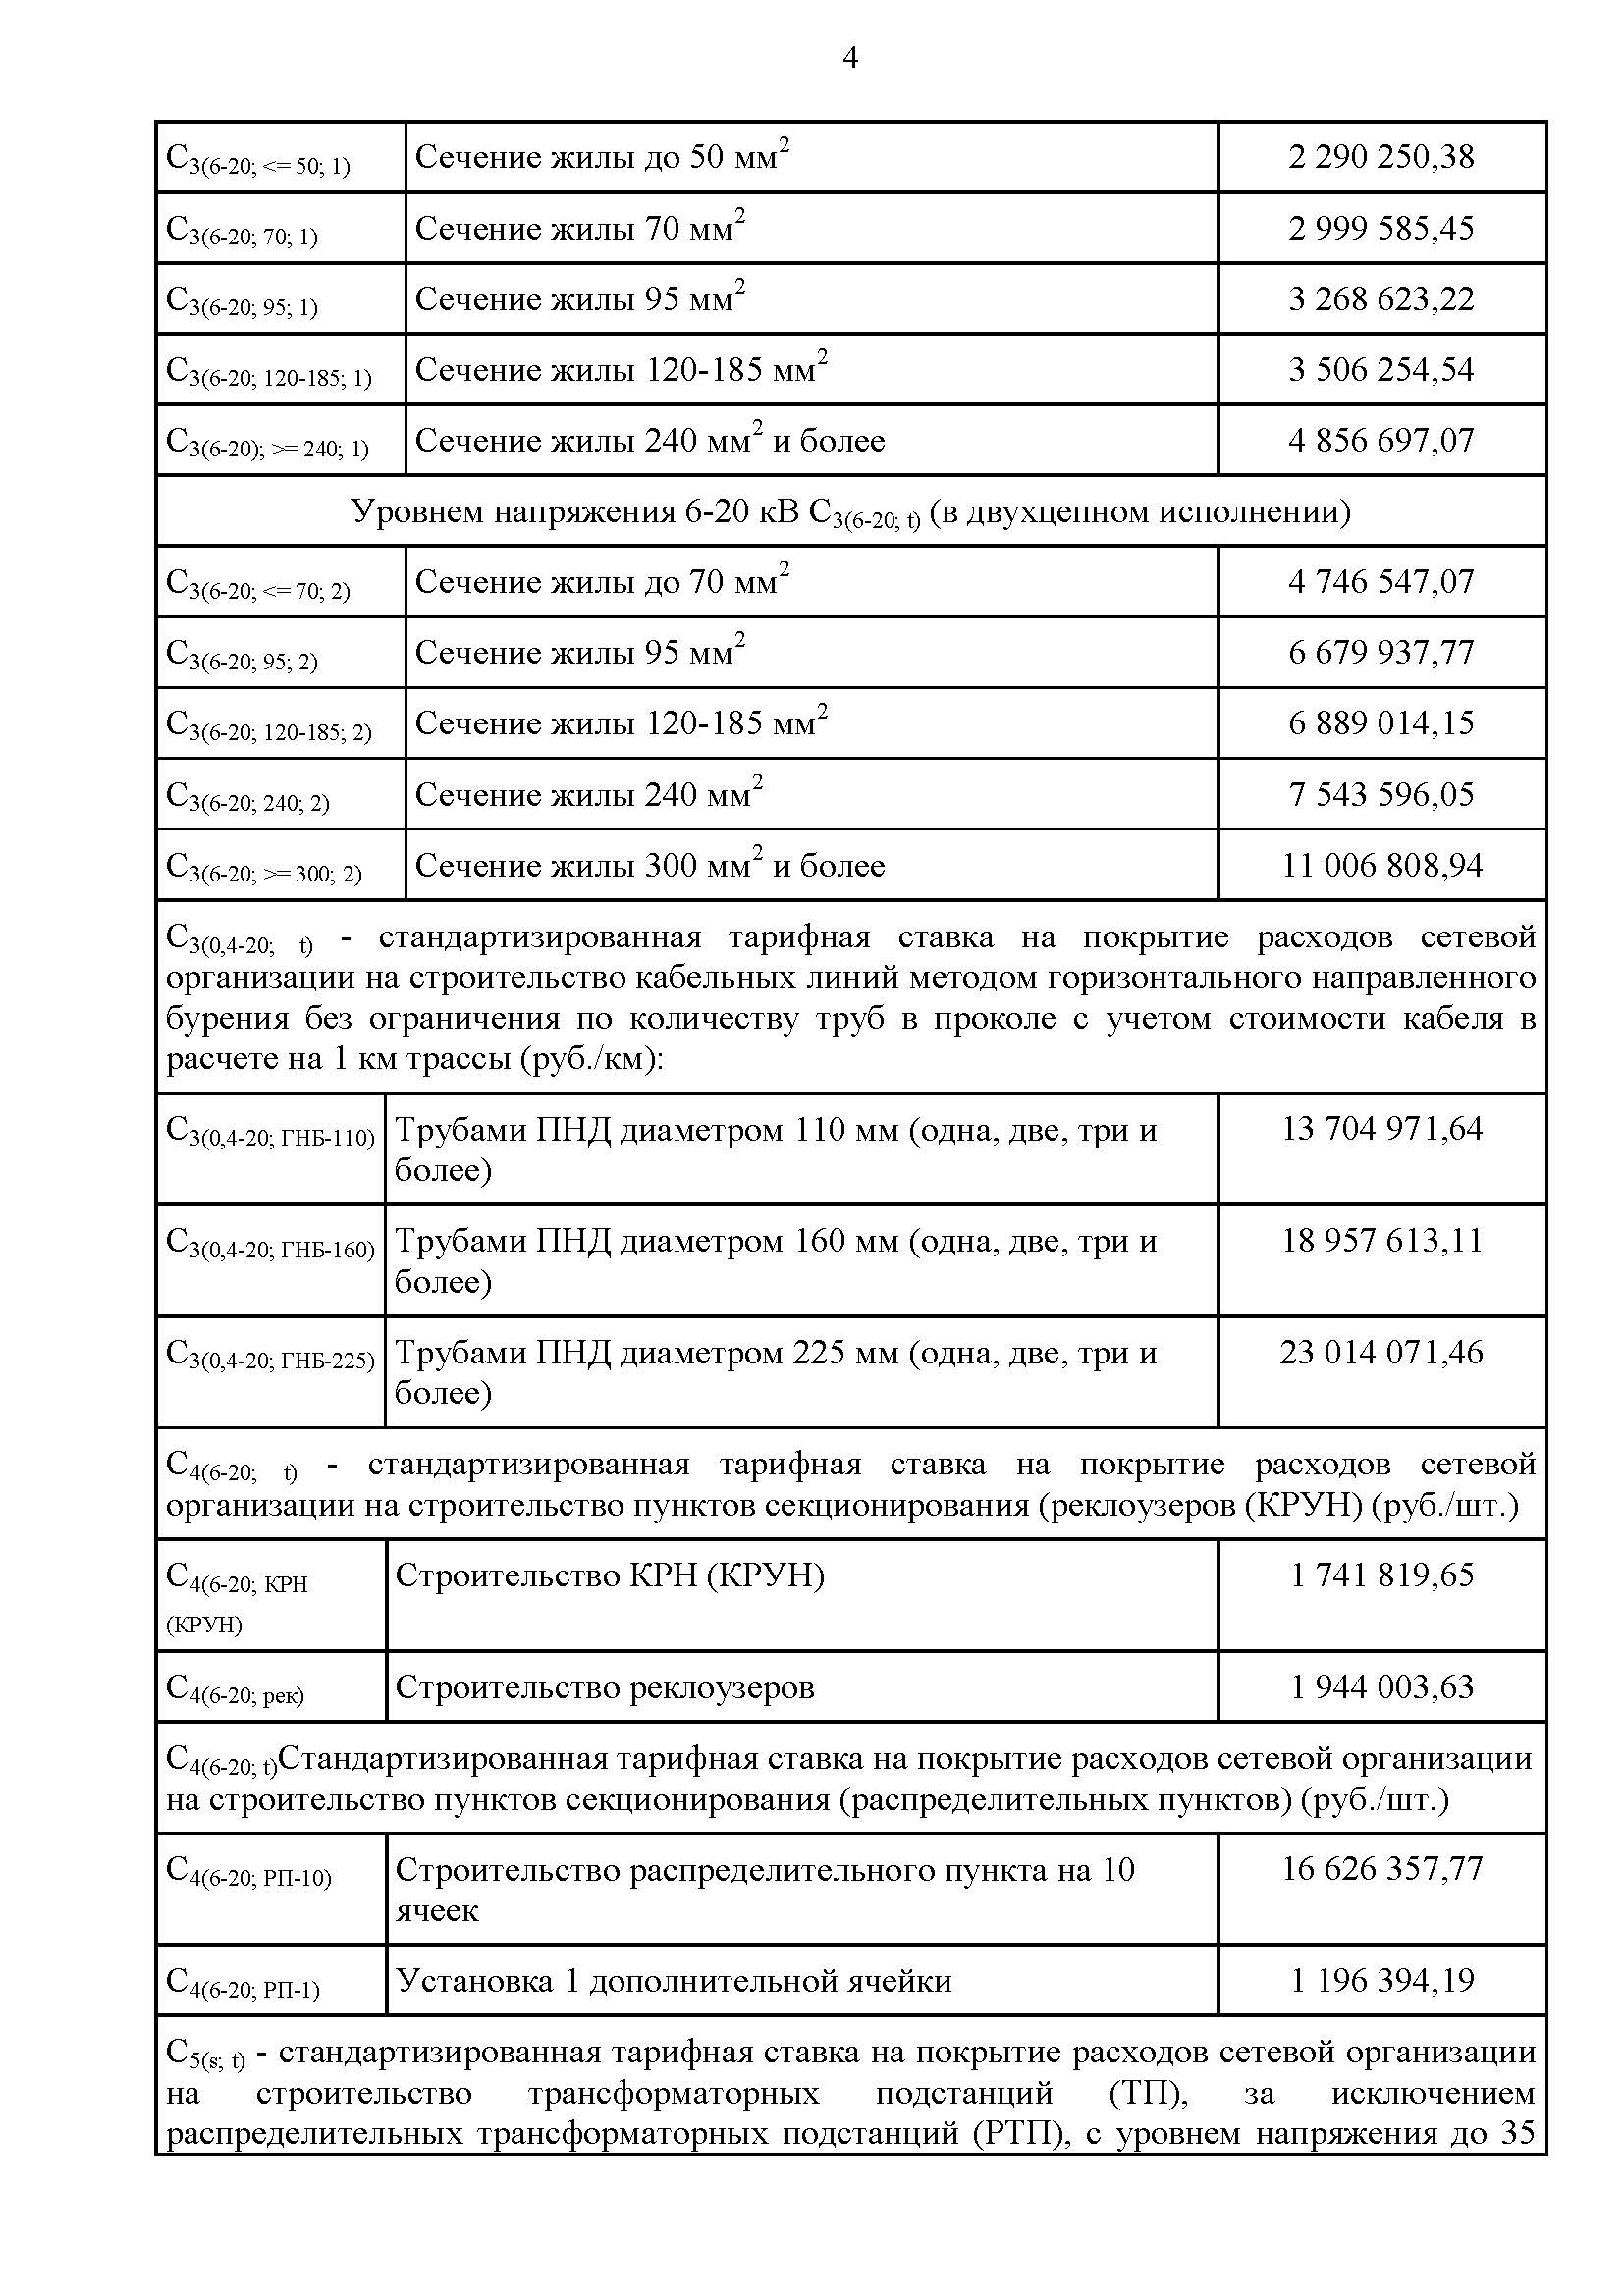 4
С3(6-20; <= 50; 1) Сечение жилы до 50 мм2 2 290 250,38
С3(6-20; 70; 1) Сечение жилы 70 мм2 2 999 585,45
С3(6-20; 95; 1) Сечение жилы 95 мм2 3 268 623,22
С3(6-20; 120-185; 1) Сечение жилы 120-185 мм2 3 506 254,54
С3(6-20); >= 240; 1) Сечение жилы 240 мм2 и более 4 856 697,07
Уровнем напряжения 6-20 кВ С3(6-20; t) (в двухцепном исполнении)
С3(6-20; <= 70; 2) Сечение жилы до 70 мм2 4 746 547,07
С3(6-20; 95; 2) Сечение жилы 95 мм2 6 679 937,77
С3(6-20; 120-185; 2) Сечение жилы 120-185 мм2 6 889 014,15
С3(6-20; 240; 2) Сечение жилы 240 мм2 7 543 596,05
С3(6-20; >= 300; 2) Сечение жилы 300 мм2 и более 11 006 808,94
С3(0,4-20; t) - стандартизированная тарифная ставка на покрытие расходов сетевой
организации на строительство кабельных линий методом горизонтального направленного
бурения без ограничения по количеству труб в проколе с учетом стоимости кабеля в
расчете на 1 км трассы (руб./км):
С3(0,4-20; ГНБ-110) Трубами ПНД диаметром 110 мм (одна, две, три и 13 704 971,64
более)
С3(0,4-20; ГНБ-160) Трубами ПНД диаметром 160 мм (одна, две, три и 18 957 613,11
более)
С3(0,4-20; ГНБ-225) Трубами ПНД диаметром 225 мм (одна, две, три и 23 014 071,46
более)
С4(6-20; t) - стандартизированная тарифная ставка на покрытие расходов сетевой
организации на строительство пунктов секционирования (реклоузеров (КРУН) (руб./шт.)
С4(6-20; КРН Строительство КРН (КРУН) 1 741 819,65
(КРУН)
С4(6-20; рек) Строительство реклоузеров 1 944 003,63
С4(6-20; t)Стандартизированная тарифная ставка на покрытие расходов сетевой организации
на строительство пунктов секционирования (распределительных пунктов) (руб./шт.)
С4(6-20; РП-10) Строительство распределительного пункта на 10 16 626 357,77
ячеек
С4(6-20; РП-1) Установка 1 дополнительной ячейки 1 196 394,19
С5(s; t) - стандартизированная тарифная ставка на покрытие расходов сетевой организации
на строительство трансформаторных подстанций (ТП), за исключением
распределительных трансформаторных подстанций (РТП), с уровнем напряжения до 35